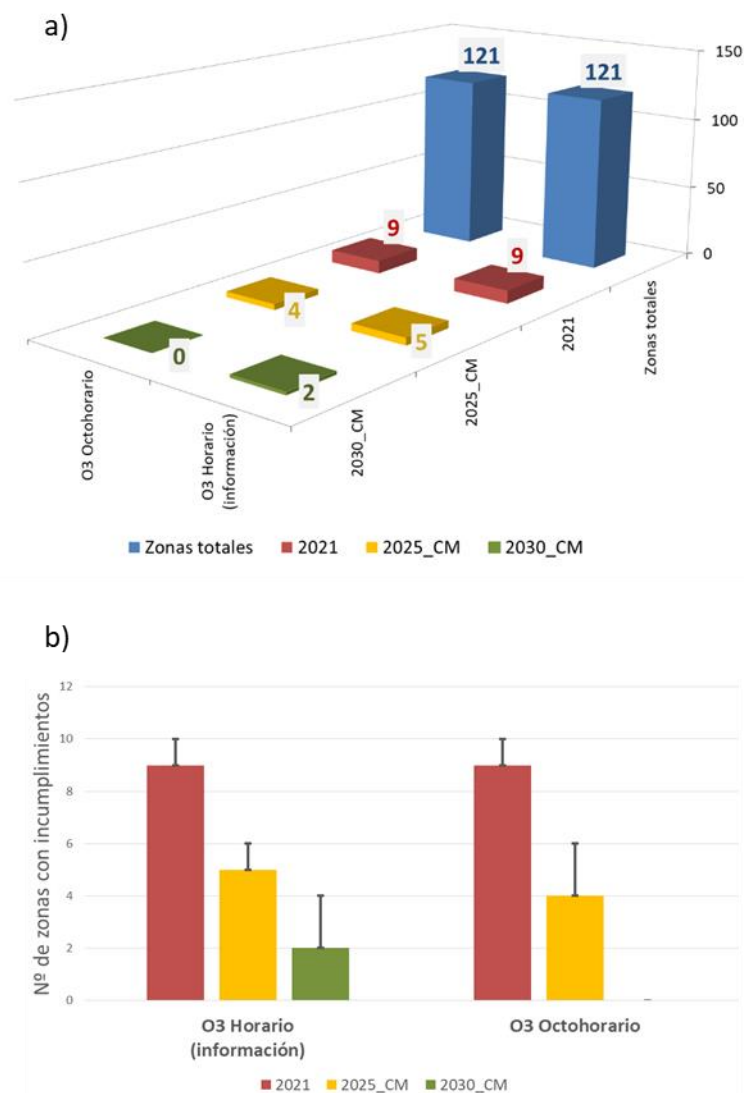 a)
121
121
150
100
50
0
9
9
4
5
0
2
Zonas totales
2021
2025_CM
2030_CM
O3 Octohorario
O3 Horario
(información)
Zonas totales 2021 2025_CM 2030_CM
b)
Nº de zonas con incumplimientos
12
10
8
6
4
2
0
O3 Horario
(información)
O3 Octohorario
2021 2025_CM 2030_CM